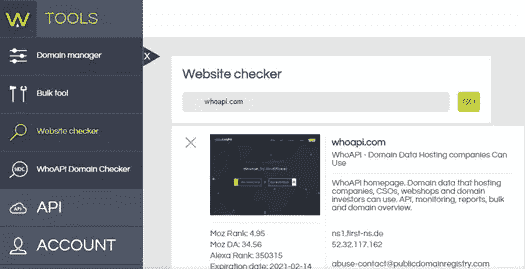 W TOOLS
Domain manager
X
Bulk tool
Website checker
WDC WhoAPI Domain Checker
API API
ACCOUNT
Website checker
whoapi.com
whoapi.com
WhoAPI - Domain Data Hosting companies Can
Use
WhoAPI homepage. Domain data that hosting
companies, CSOs, webshops and domain
investors can use. API, monitoring, reports, bulk
and domain overview.
Moz Rank: 4.95
Moz DA: 34.56
Alexa Rank: 350315
Expiration date: 2021-02-14
ns1.first-ns.de
52.32.117.162
abuse-contact@publicdomainregistry.com